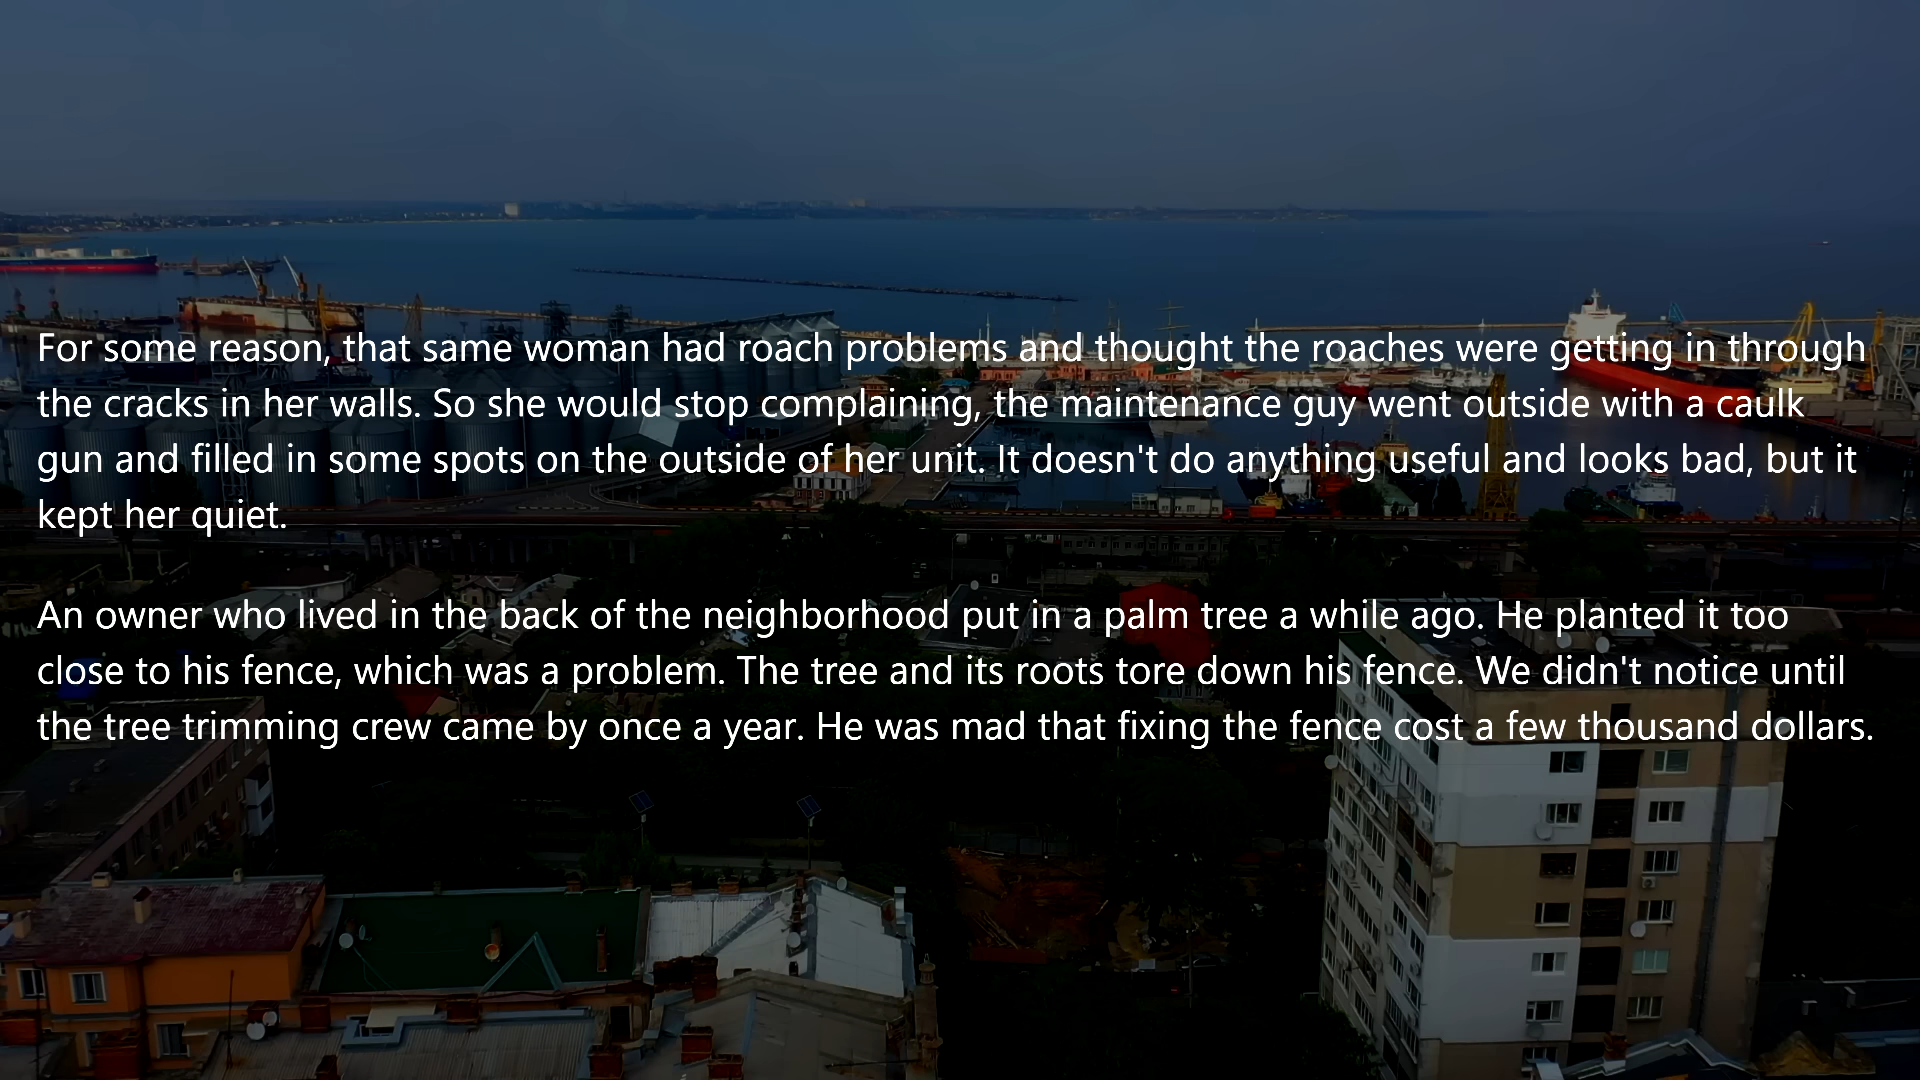 For some reason, that same woman had roach problems and thought the roaches were getting in through
the cracks in her walls. So she would stop complaining, the maintenance guy went outside with a caulk
gun and filled in some spots on the outside of her unit. It doesn't do anything useful and looks bad, but it
kept her quiet.
An owner who lived in the back of the neighborhood put in a palm tree a while ago. He planted it too
close to his fence, which was a problem. The tree and its roots tore down his fence. We didn't notice until
the tree trimming crew came by once a year. He was mad that fixing the fence cost a few thousand dollars.